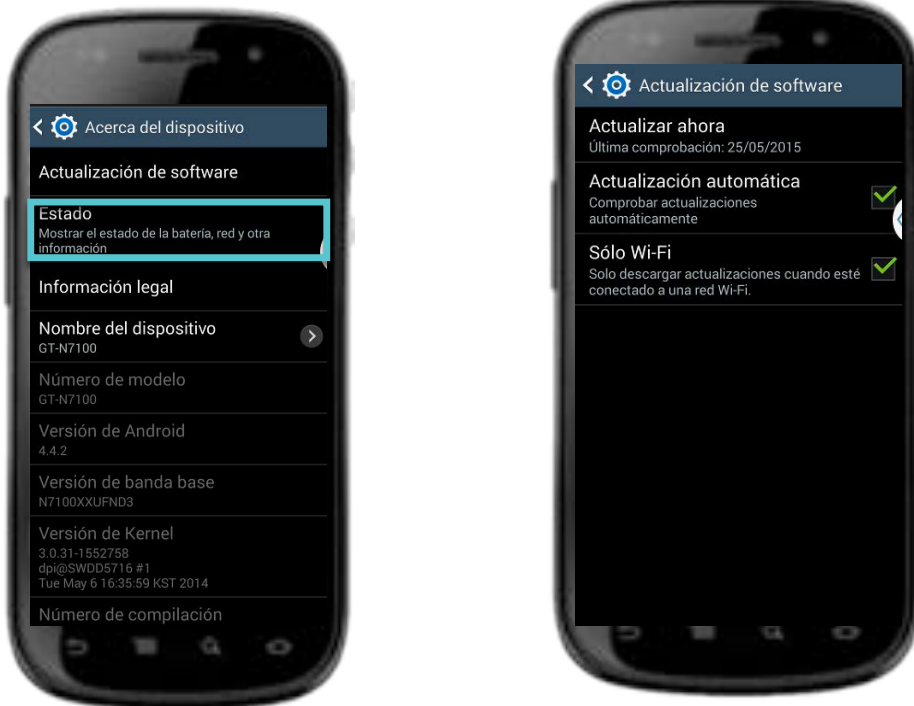 Acerca del dispositivo
Actualización de software
Estado
Mostrar el estado de la batería, red y otra
información
Información legal
Nombre del dispositivo
GT-N7100
Número de modelo
GT-N7100
Versión de Android
4.4.2
Versión de banda base
N7100XXUFND3
Versión de Kernel
3.0.31-1552758
dpi@SWDD5716 #1
Tue May 6 16:35:59 KST 2014
Número de compilación
Actualización de software
Actualizar ahora
Última comprobación: 25/05/2015
Actualización automática
Comprobar actualizaciones
automáticamente
Sólo Wi-Fi
Solo descargar actualizaciones cuando esté
conectado a una red Wi-Fi.